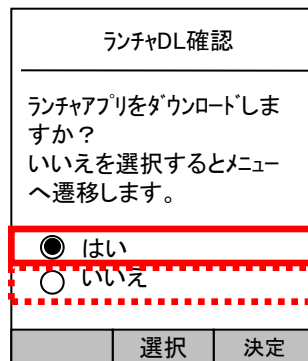 ランチャDL確認
ランチャアプリをダウンロードしま
すか？
いいえを選択するとメニュー
へ遷移します。
はい
いいえ
選択 決定